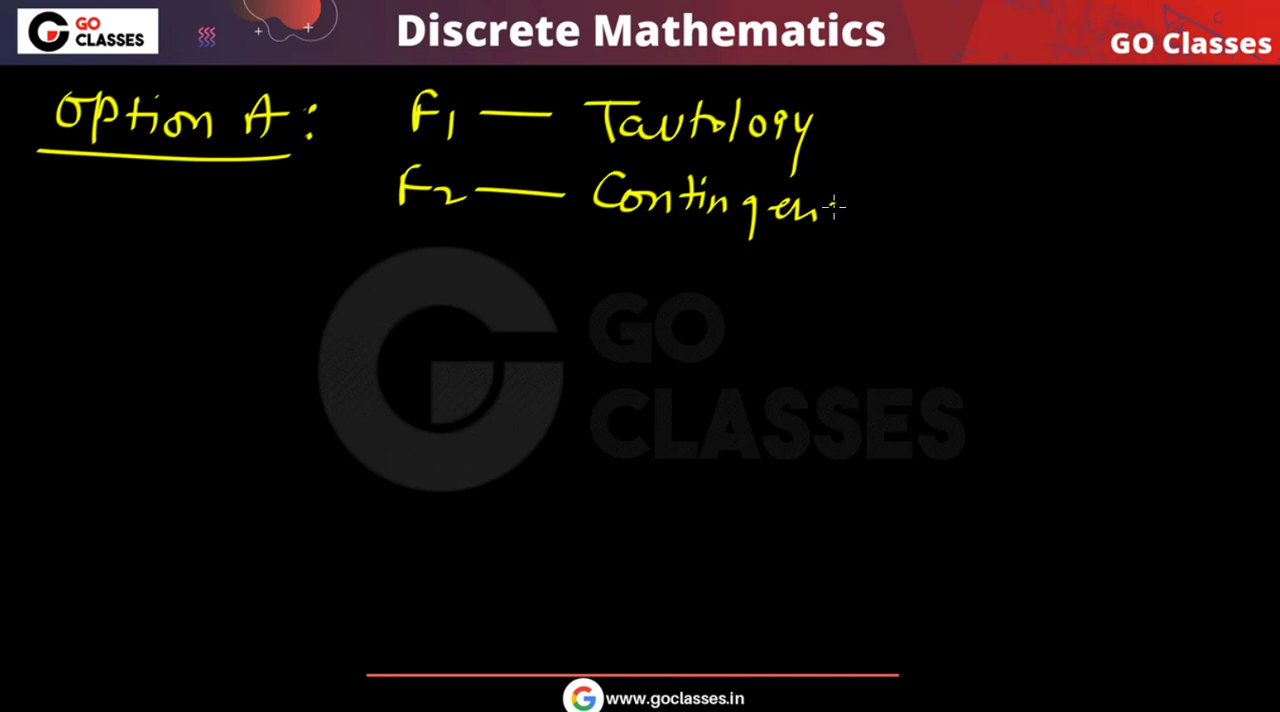 GO
CLASSES
Discrete Mathematics
GO Classes
Option A : F1 — Tautology
F2 — Contingen
GO
CLASSES
www.goclasses.in